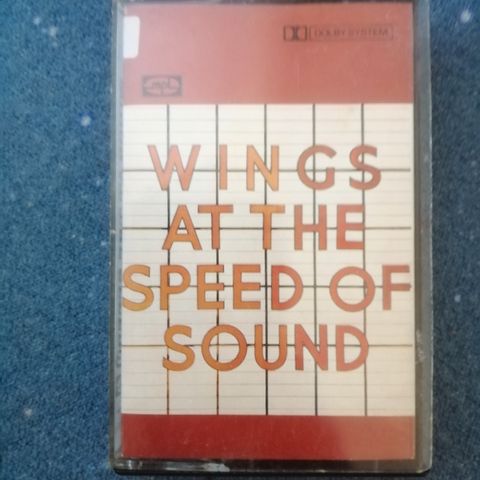 DOLBY SYSTEM
WINGS
AT THE
SPEED OF
SOUND